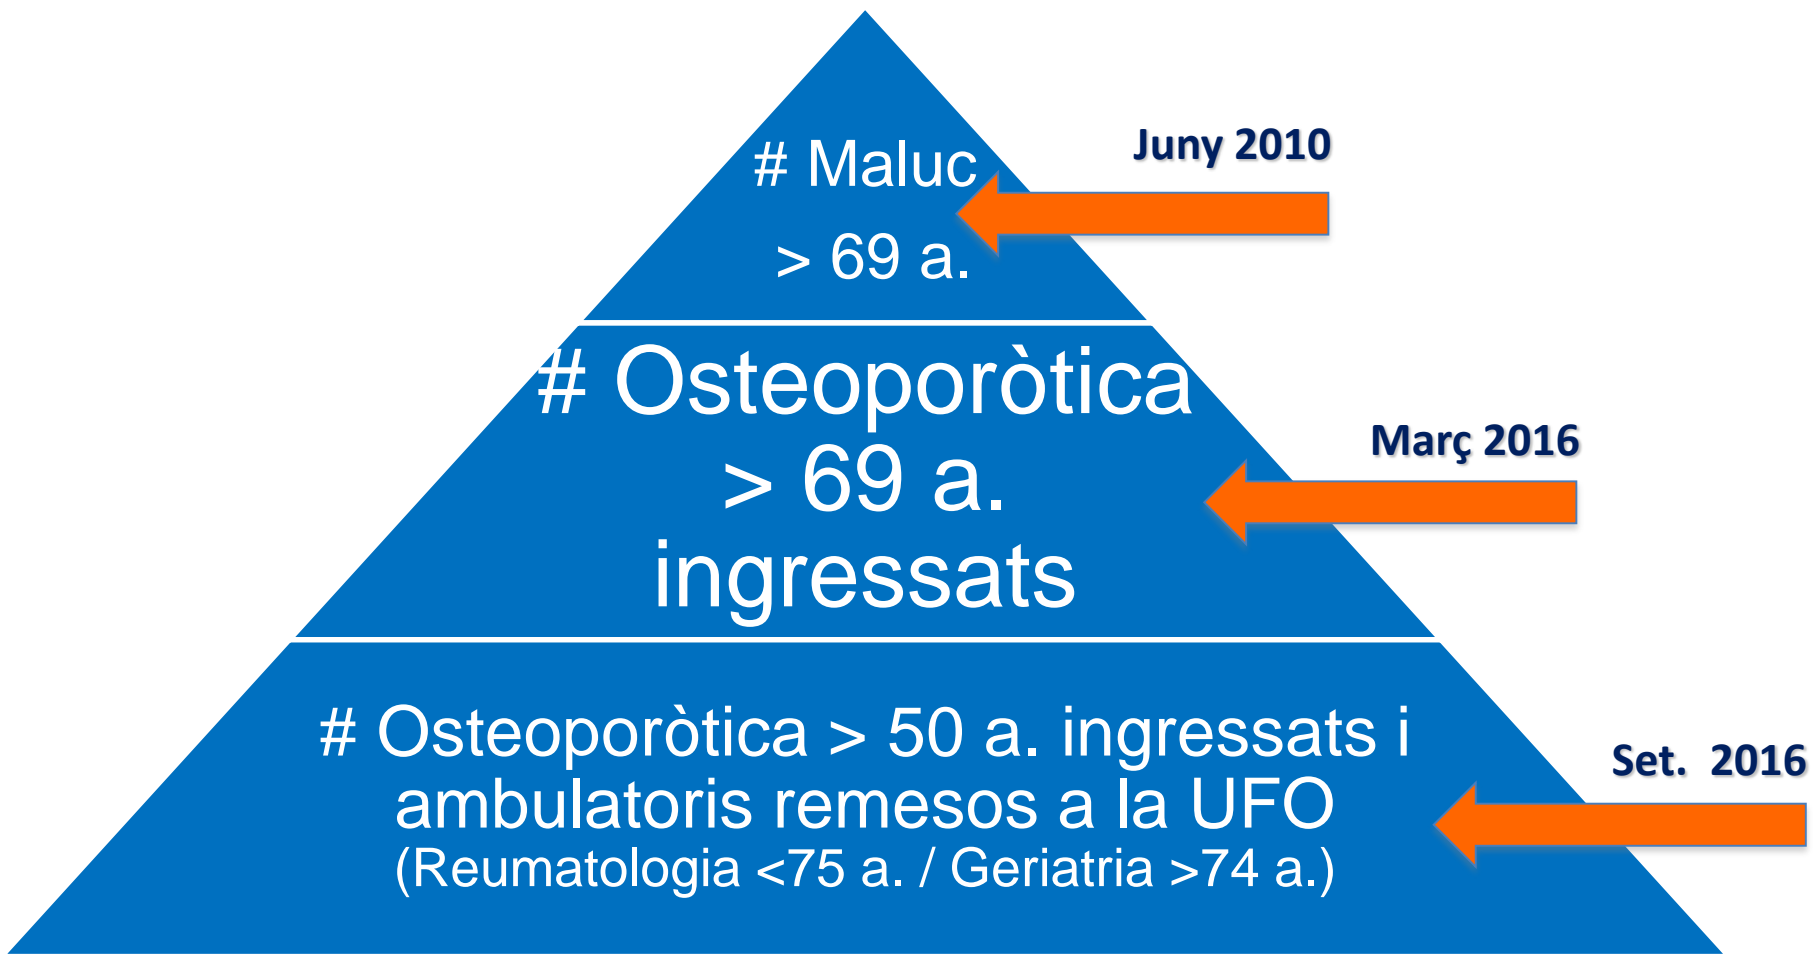 # Maluc
> 69 a.
Juny 2010
# Osteoporòtica
> 69 a.
ingressats
Març 2016
# Osteoporòtica > 50 a. ingressats i
ambulatoris remesos a la UFO
(Reumatologia <75 a. / Geriatria >74 a.)
Set. 2016